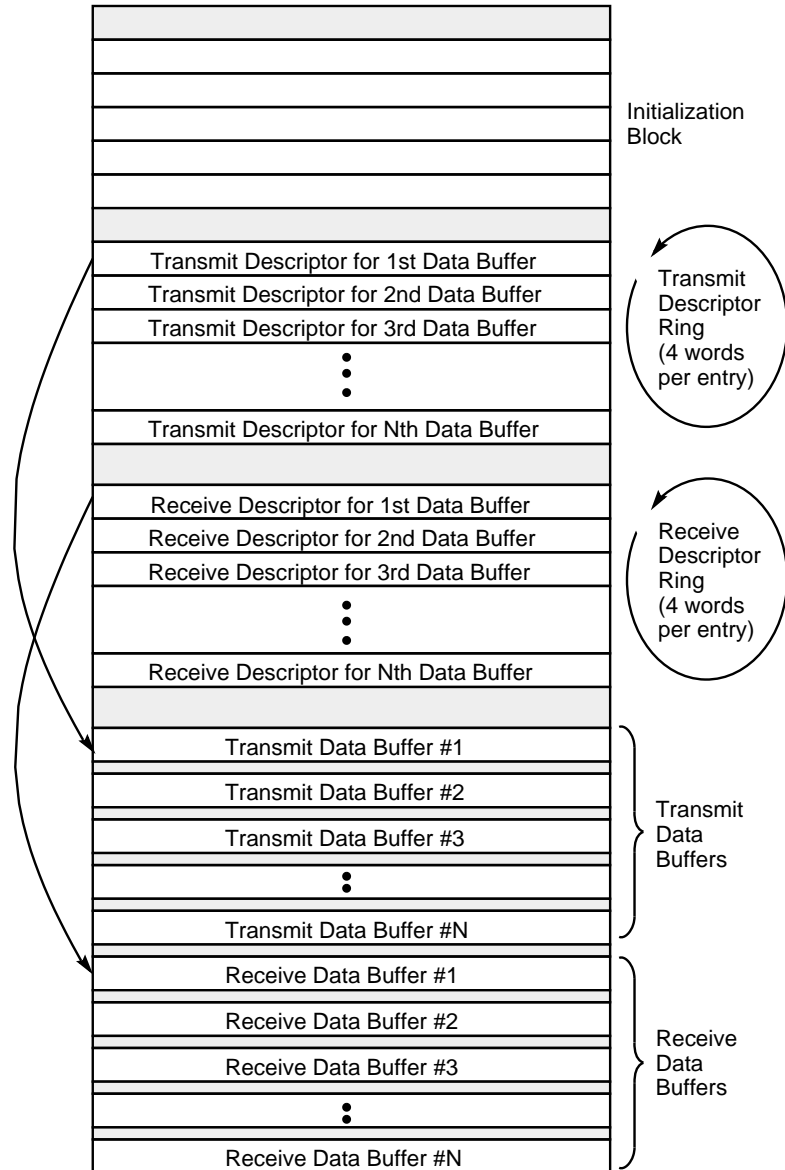 Initialization
Block
Transmit Descriptor for 1st Data Buffer
Transmit Descriptor for 2nd Data Buffer
Transmit Descriptor for 3rd Data Buffer
Transmit Descriptor for Nth Data Buffer
Transmit
Descriptor
Ring
(4 words
per entry)
Receive Descriptor for 1st Data Buffer
Receive Descriptor for 2nd Data Buffer
Receive Descriptor for 3rd Data Buffer
Receive Descriptor for Nth Data Buffer
Receive
Descriptor
Ring
(4 words
per entry)
Transmit Data Buffer #1
Transmit Data Buffer #2
Transmit Data Buffer #3
Transmit Data Buffer #N
Transmit
Data
Buffers
Receive Data Buffer #1
Receive Data Buffer #2
Receive Data Buffer #3
Receive Data Buffer #N
Receive
Data
Buffers